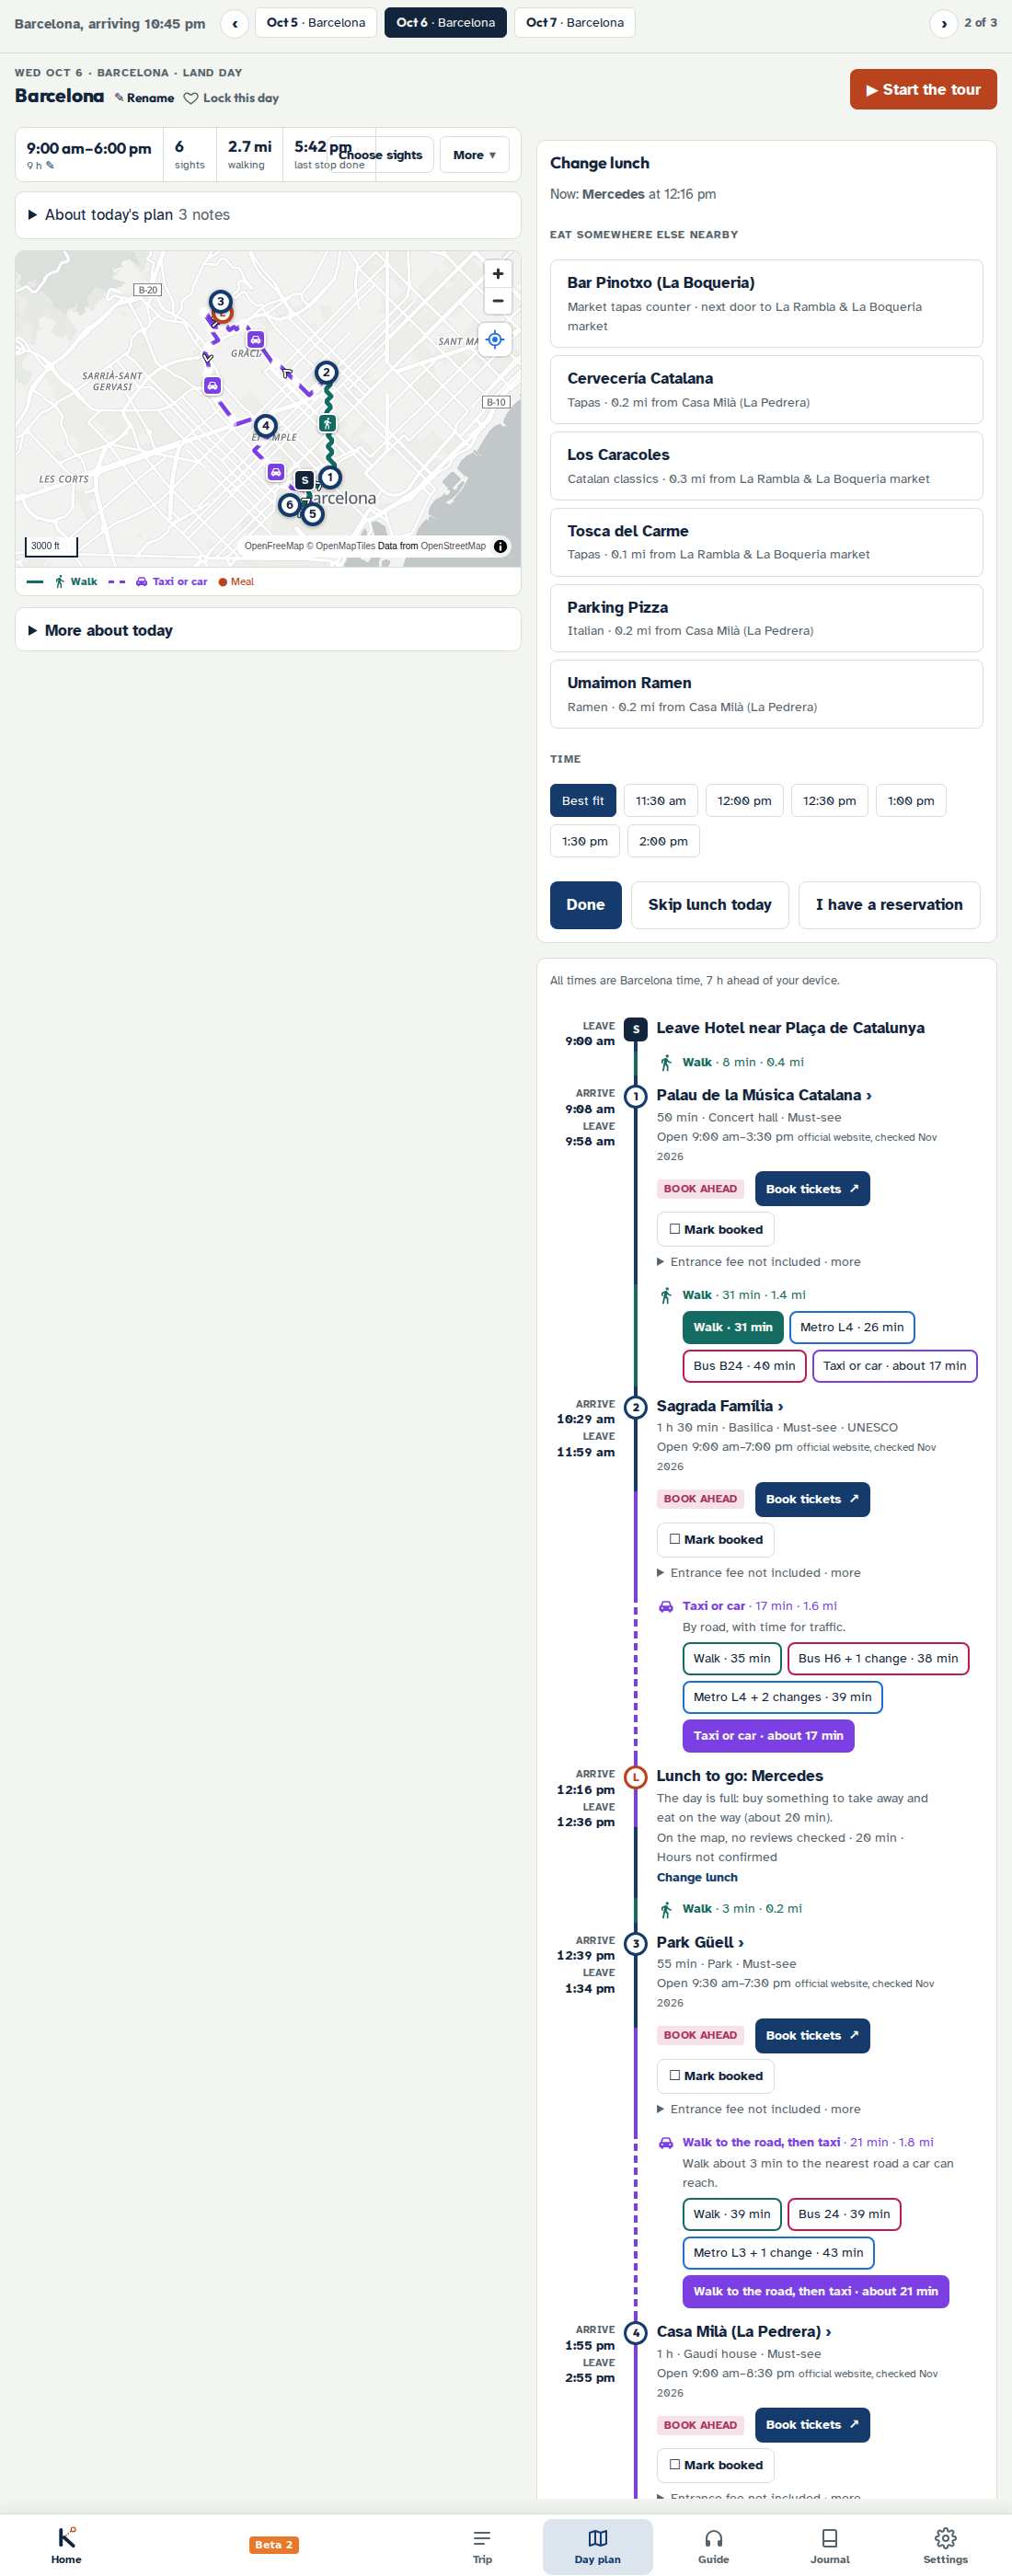 Barcelona, arriving 10:45 pm
‹
Oct 5 · Barcelona
Oct 6 · Barcelona
Oct 7 · Barcelona
›
2 of 3
WED OCT 6 · BARCELONA · LAND DAY
Barcelona ✎ Rename ♡ Lock this day
▶ Start the tour
9:00 am–6:00 pm
9 h ✎
6
sights
2.7 mi
walking
5:42 pm
last stop done
Choose sights
More ▾
▶ About today's plan 3 notes
B-20
3
GRÀCI
SANT MA
2
SARRIÀ-SANT
GERVASI
B-10
4
EI MPLE
LES CORTS
S
1
arcelona
6
5
+
−
3000 ft
OpenFreeMap © OpenMapTiles Data from OpenStreetMap
Walk
Taxi or car
Meal
▶ More about today
Change lunch
Now: Mercedes at 12:16 pm
EAT SOMEWHERE ELSE NEARBY
Bar Pinotxo (La Boqueria)
Market tapas counter · next door to La Rambla & La Boqueria
market
Cervecería Catalana
Tapas · 0.2 mi from Casa Milà (La Pedrera)
Los Caracoles
Catalan classics · 0.3 mi from La Rambla & La Boqueria market
Tosca del Carme
Tapas · 0.1 mi from La Rambla & La Boqueria market
Parking Pizza
Italian · 0.2 mi from Casa Milà (La Pedrera)
Umaimon Ramen
Ramen · 0.2 mi from Casa Milà (La Pedrera)
TIME
Best fit
11:30 am
12:00 pm
12:30 pm
1:00 pm
1:30 pm
2:00 pm
Done
Skip lunch today
I have a reservation
All times are Barcelona time, 7 h ahead of your device.
LEAVE
9:00 am
S
Leave Hotel near Plaça de Catalunya
Walk · 8 min · 0.4 mi
ARRIVE
9:08 am
LEAVE
9:58 am
1
Palau de la Música Catalana ›
50 min · Concert hall · Must-see
Open 9:00 am–3:30 pm official website, checked Nov
2026
BOOK AHEAD
Book tickets ↗
☐ Mark booked
▶ Entrance fee not included · more
Walk · 31 min · 1.4 mi
Walk · 31 min
Metro L4 · 26 min
Bus B24 · 40 min
Taxi or car · about 17 min
ARRIVE
10:29 am
LEAVE
11:59 am
2
Sagrada Família ›
1 h 30 min · Basilica · Must-see · UNESCO
Open 9:00 am–7:00 pm official website, checked Nov
2026
BOOK AHEAD
Book tickets ↗
☐ Mark booked
▶ Entrance fee not included · more
Taxi or car · 17 min · 1.6 mi
By road, with time for traffic.
Walk · 35 min
Bus H6 + 1 change · 38 min
Metro L4 + 2 changes · 39 min
Taxi or car · about 17 min
ARRIVE
12:16 pm
LEAVE
12:36 pm
L
Lunch to go: Mercedes
The day is full: buy something to take away and
eat on the way (about 20 min).
On the map, no reviews checked · 20 min ·
Hours not confirmed
Change lunch
Walk · 3 min · 0.2 mi
ARRIVE
12:39 pm
LEAVE
1:34 pm
3
Park Güell ›
55 min · Park · Must-see
Open 9:30 am–7:30 pm official website, checked Nov
2026
BOOK AHEAD
Book tickets ↗
☐ Mark booked
▶ Entrance fee not included · more
Walk to the road, then taxi · 21 min · 1.8 mi
Walk about 3 min to the nearest road a car can
reach.
Walk · 39 min
Bus 24 · 39 min
Metro L3 + 1 change · 43 min
Walk to the road, then taxi · about 21 min
ARRIVE
1:55 pm
LEAVE
2:55 pm
4
Casa Milà (La Pedrera) ›
1 h · Gaudí house · Must-see
Open 9:00 am–8:30 pm official website, checked Nov
2026
BOOK AHEAD
Book tickets ↗
☐ Mark booked
▶ Entrance fee not included · more
Home
Beta 2
Trip
Day plan
Guide
Journal
Settings